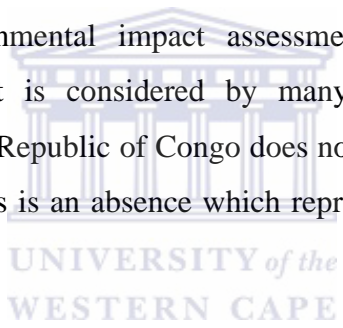 nmental impact assessme
t is considered by many
Republic of Congo does no
s is an absence which repr
UNIVERSITY of the
WESTERN CAPE